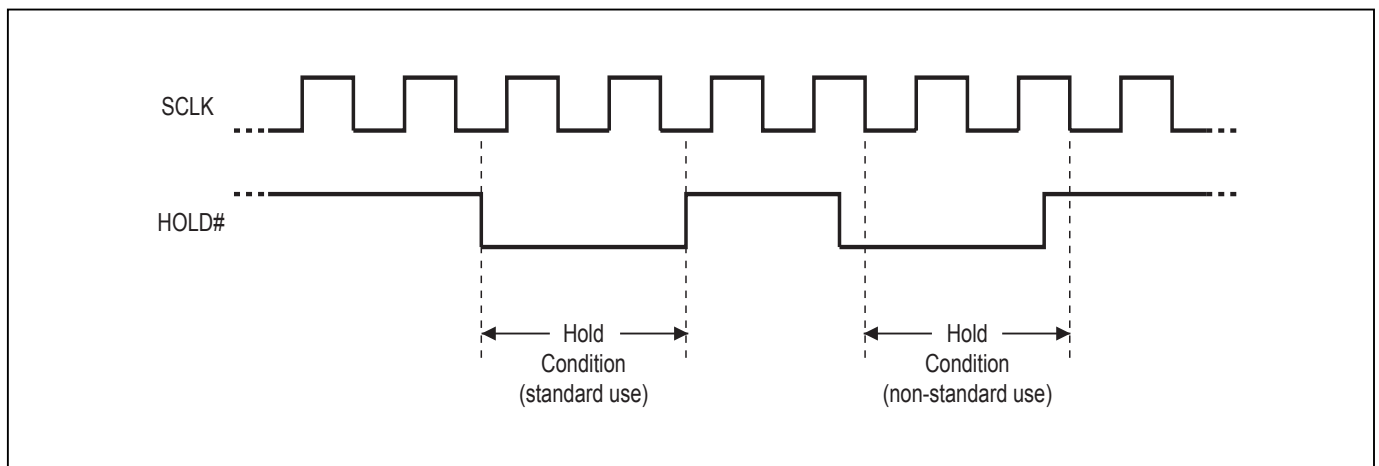 SCLK
HOLD#
Hold
Condition
(standard use)
Hold
Condition
(non-standard use)